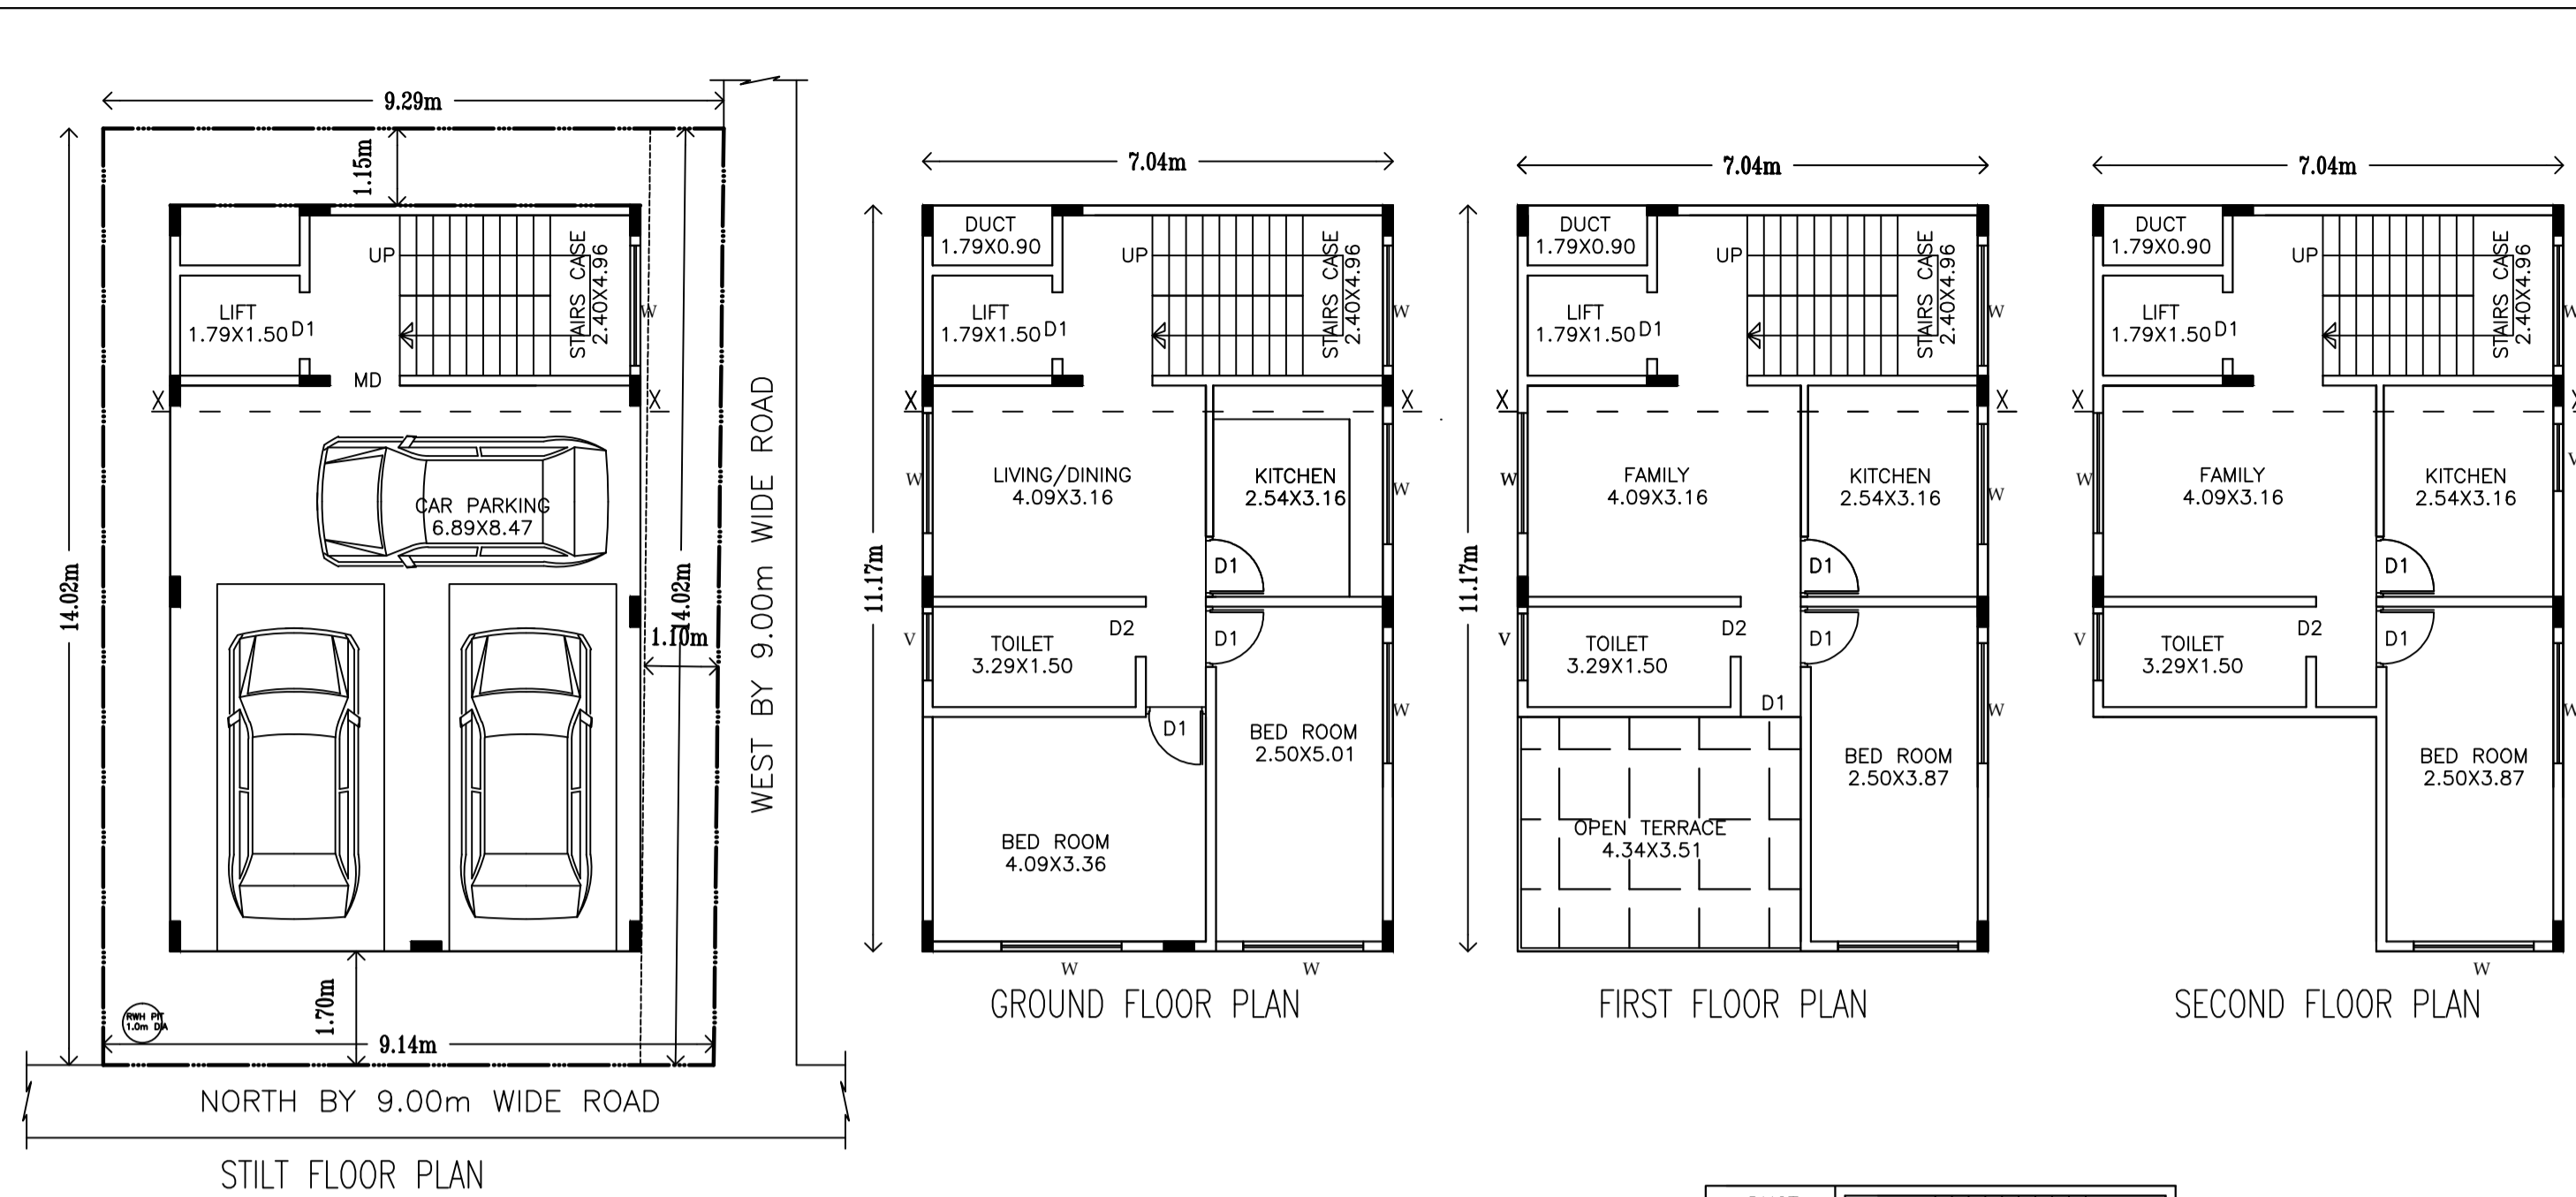 9.29m
1.15m
14.02m
UP
STAIRS CASE
2.40X4.96
W
LIFT
1.79X1.50
D1
MD
X
X
CAR PARKING
6.89X8.47
14.02m
1.10m
WEST BY 9.00m WIDE ROAD
1.70m
RWH PIT
1.0m DIA
9.14m
NORTH BY 9.00m WIDE ROAD
STILT FLOOR PLAN
7.04m
11.17m
DUCT
1.79X0.90
UP
STAIRS CASE
2.40X4.96
W
LIFT
1.79X1.50
D1
X
X
W
LIVING/DINING
4.09X3.16
KITCHEN
2.54X3.16
W
D1
V
TOILET
3.29X1.50
D2
D1
D1
BED ROOM
2.50X5.01
W
BED ROOM
4.09X3.36
W
W
GROUND FLOOR PLAN
7.04m
11.17m
DUCT
1.79X0.90
UP
STAIRS CASE
2.40X4.96
W
LIFT
1.79X1.50
D1
X
X
W
FAMILY
4.09X3.16
KITCHEN
2.54X3.16
W
D1
V
TOILET
3.29X1.50
D2
D1
D1
W
BED ROOM
2.50X3.87
OPEN TERRACE
4.34X3.51
FIRST FLOOR PLAN
7.04m
DUCT
1.79X0.90
UP
STAIRS CASE
2.40X4.96
W
LIFT
1.79X1.50
D1
X
W
FAMILY
4.09X3.16
KITCHEN
2.54X3.16
D1
V
TOILET
3.29X1.50
D2
D1
W
BED ROOM
2.50X3.87
W
SECOND FLOOR PLAN